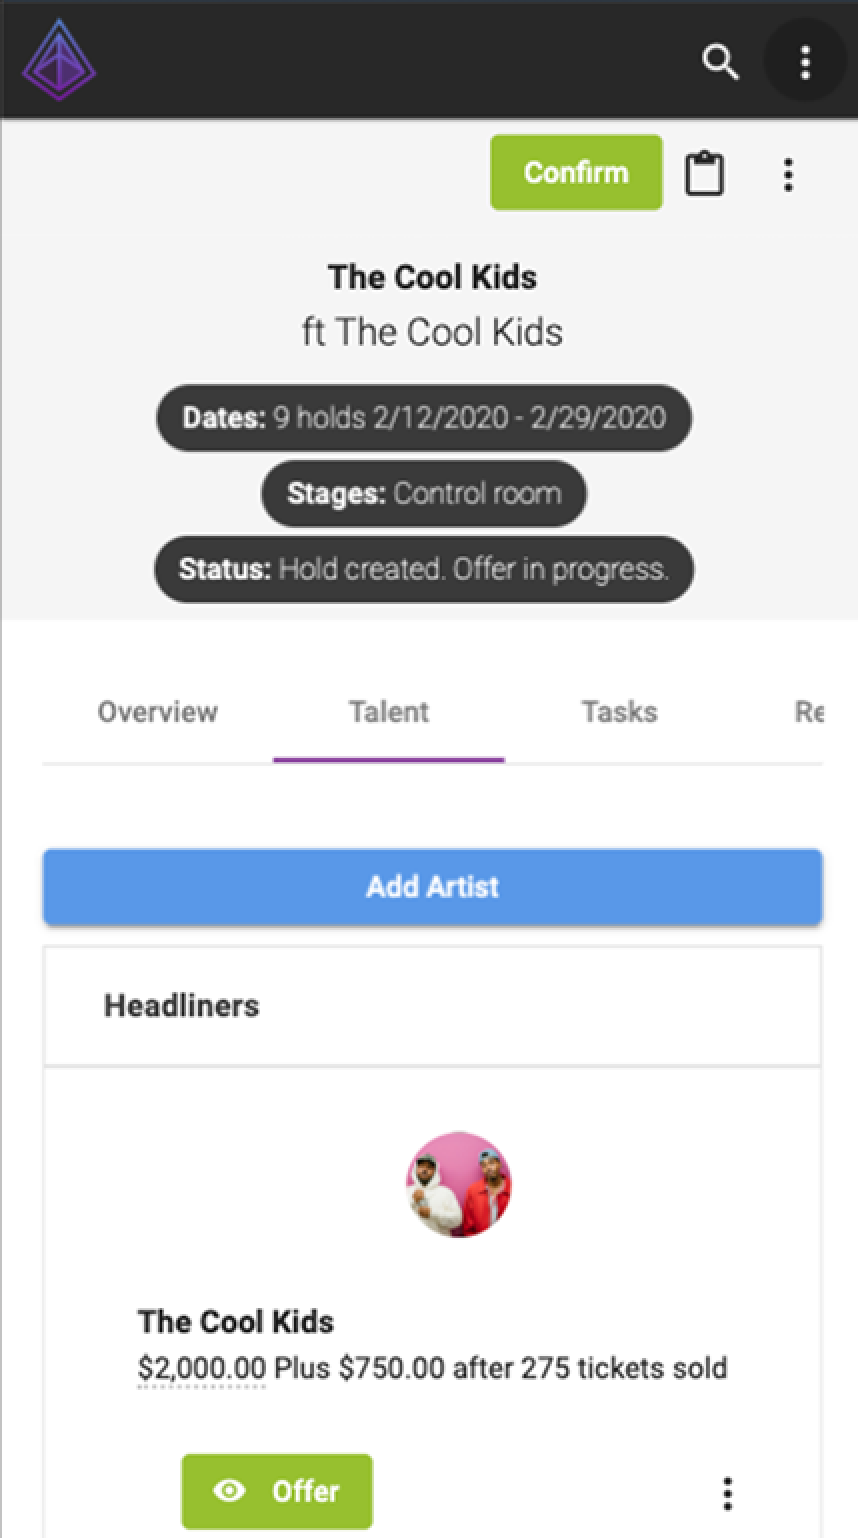 Confirm
The Cool Kids
ft The Cool Kids
Dates: 9 holds 2/12/2020 - 2/29/2020
Stages: Control room
Status: Hold created. Offer in progress.
Overview Talent Tasks Re
Add Artist
Headliners
The Cool Kids
$2,000.00 Plus $750.00 after 275 tickets sold
Offer